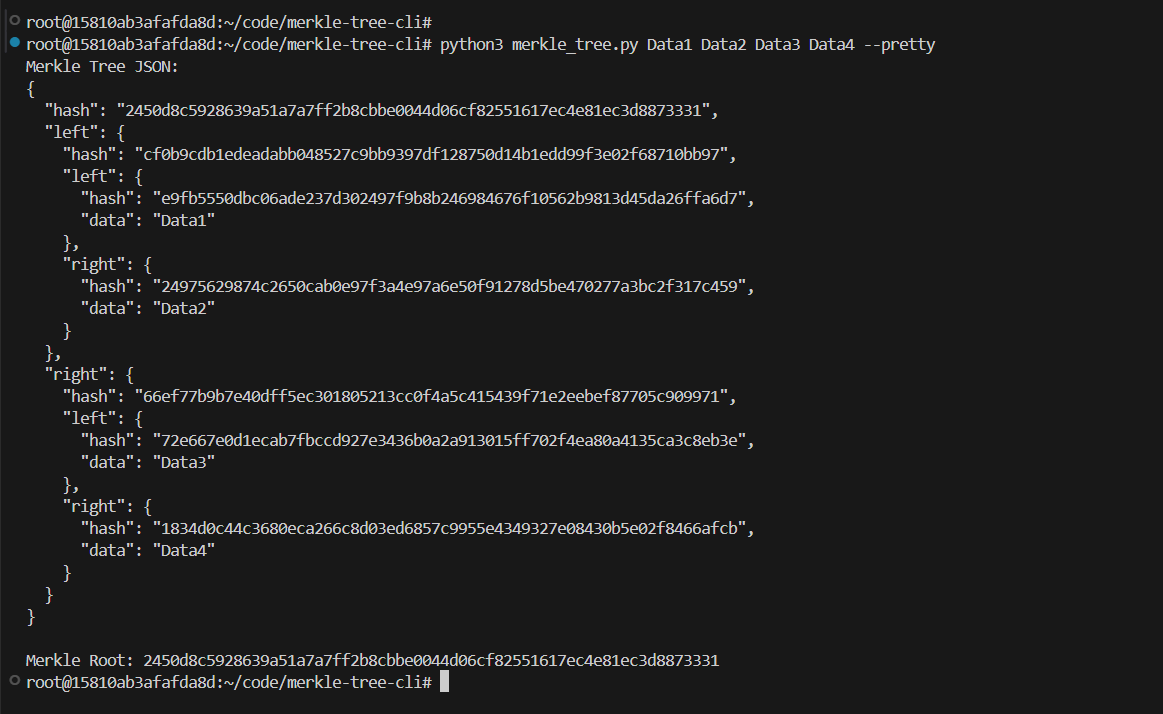 root@15810ab3afafda8d:~/code/merkle-tree-cli#
root@15810ab3afafda8d:~/code/merkle-tree-cli# python3 merkle_tree.py Data1 Data2 Data3 Data4 --pretty
Merkle Tree JSON:
{
  "hash": "2450d8c5928639a51a7a7ff2b8cbbe0044d06cf82551617ec4e81ec3d8873331",
  "left": {
    "hash": "cf0b9cdb1edeadabb048527c9bb9397df128750d14b1edd99f3e02f68710bb97",
    "left": {
      "hash": "e9fb5550dbc06ade237d302497f9b8b246984676f10562b9813d45da26ffa6d7",
      "data": "Data1"
    },
    "right": {
      "hash": "24975629874c2650cab0e97f3a4e97a6e50f91278d5be470277a3bc2f317c459",
      "data": "Data2"
    }
  },
  "right": {
    "hash": "66ef77b9b7e40dff5ec301805213cc0f4a5c415439f71e2eebef87705c909971",
    "left": {
      "hash": "72e667e0d1ecab7fbccd927e3436b0a2a913015ff702f4ea80a4135ca3c8eb3e",
      "data": "Data3"
    },
    "right": {
      "hash": "1834d0c44c3680eca266c8d03ed6857c9955e4349327e08430b5e02f8466afcb",
      "data": "Data4"
    }
  }
}
Merkle Root: 2450d8c5928639a51a7a7ff2b8cbbe0044d06cf82551617ec4e81ec3d8873331
root@15810ab3afafda8d:~/code/merkle-tree-cli#